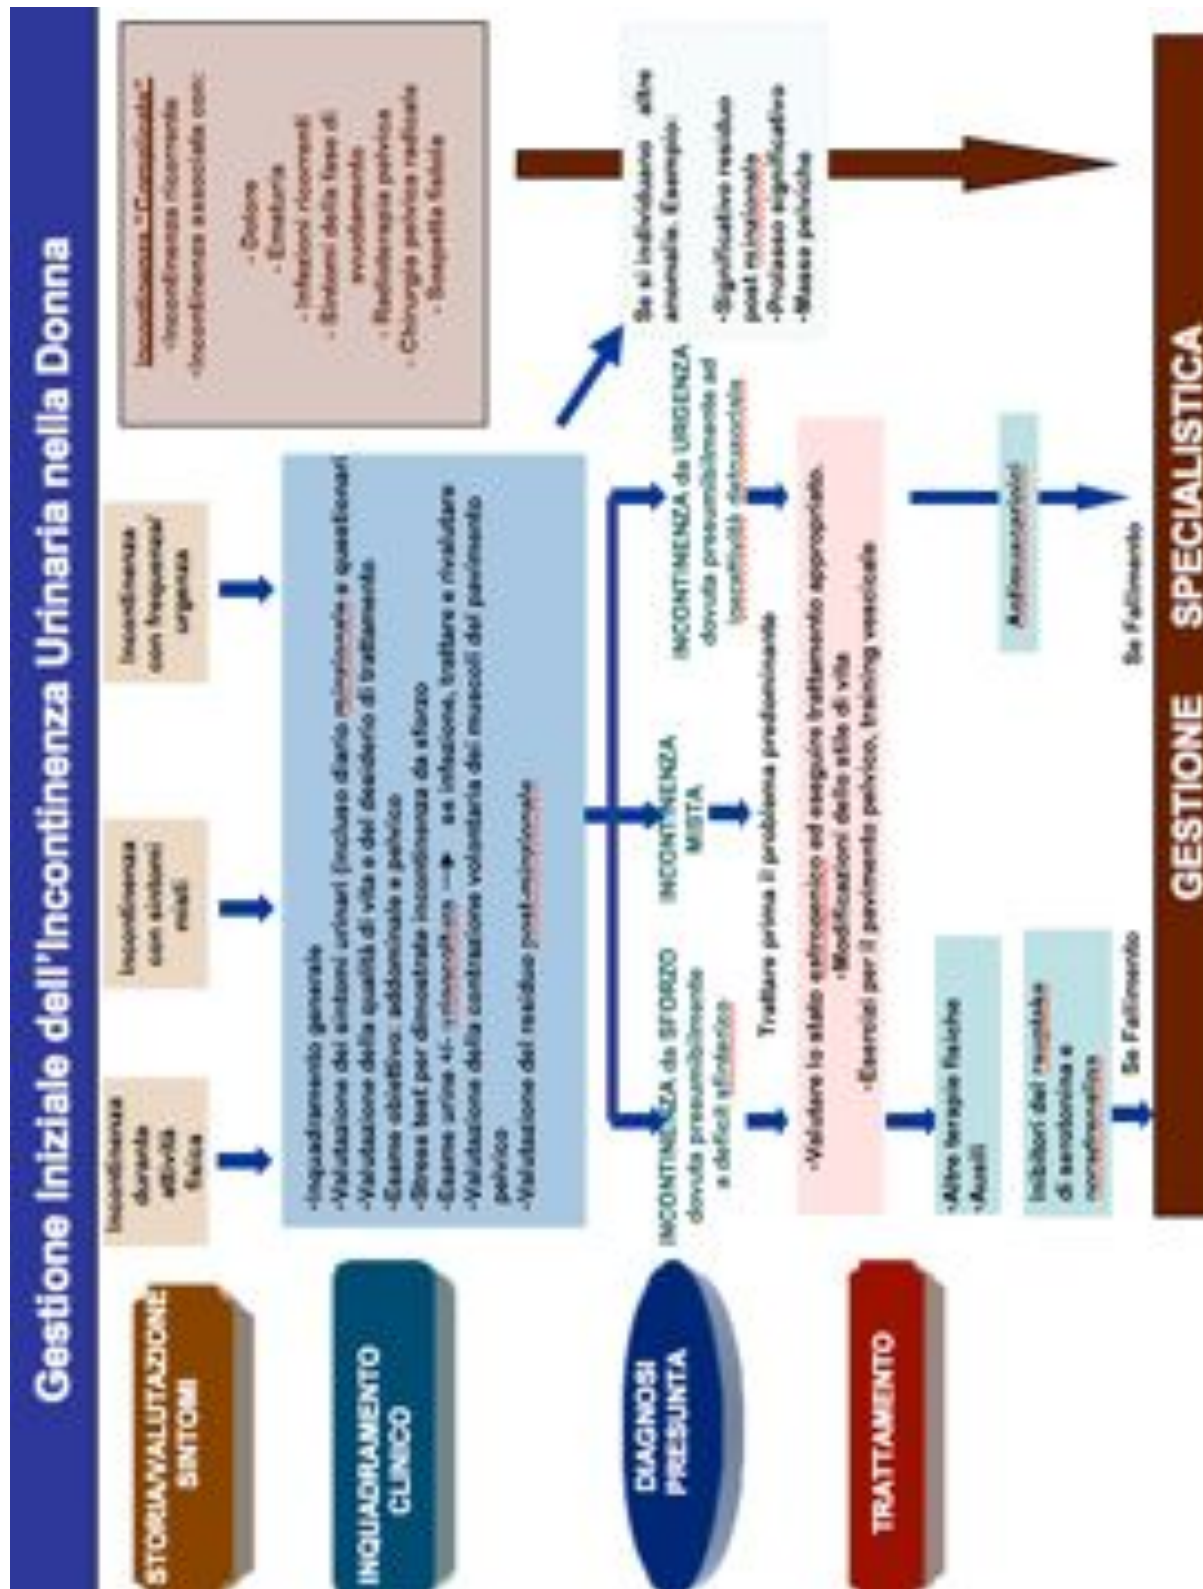 Gestione Iniziale dell'Incontinenza Urinaria nella Donna
STORIA/VALUTAZIONE
SINTOMI
Incontinenza
durante
attività
fisica
Incontinenza
con sintomi
misti
Incontinenza
con frequenza/
urgenza
Incontinenza "Complicata"
•Incontinenza ricorrente
•Incontinenza associata con:
- Dolore
- Ematuria
- Infezioni ricorrenti
- Sintomi della fase di
svuotamento
- Radioterapia pelvica
- Chirurgia pelvica radicale
- Sospetta fistola
INQUADRAMENTO
CLINICO
•Inquadramento generale
•Valutazione dei sintomi urinari (incluso diario minzionale e questionari
•Valutazione della qualità di vita e del desiderio di trattamento.
•Esame obiettivo: addominale e pelvico
•Stress test per dimostrate incontinenza da sforzo
•Esame urine +/- urinocoltura → se infezione, trattare e rivalutare
•Valutazione della contrazione volontaria dei muscoli del pavimento
pelvico
•Valutazione del residuo post-minzionale
DIAGNOSI
PRESUNTA
INCONTINENZA da SFORZO
dovuta presumibilmente
a deficit sfinterico
INCONTINENZA
MISTA
INCONTINENZA da URGENZA
dovuta presumibilmente ad
Se si individuano altre
anomalie. Esempio:
•Significativo residuo
post minzionale
•Prolasso significativo
•Masse pelviche
Trattare prima il problema predominante
TRATTAMENTO
•Valutare lo stato estrogenico ed eseguire trattamento appropriato.
•Modificazioni dello stile di vita
•Esercizi per il pavimento pelvico, training vescicale
•Altre terapie fisiche
•Ausili
Inibitori del reuptake
di serotonina e
noradrenalina
Antimuscarinici
Se Fallimento
Se Fallimento
GESTIONE SPECIALISTICA